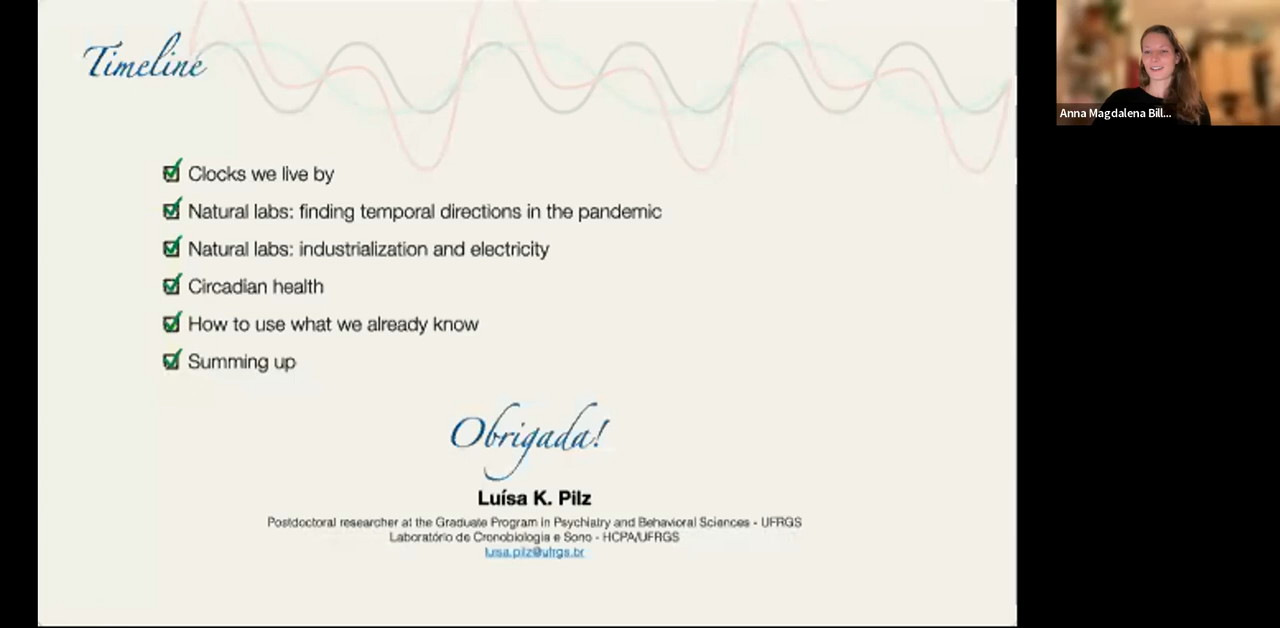 Timeline
Clocks we live by
Natural labs: finding temporal directions in the pandemic
Natural labs: industrialization and electricity
Circadian health
How to use what we already know
Summing up
Obrigada!
Luísa K. Pilz
Postdoctoral researcher at the Graduate Program in Psychiatry and Behavioral Sciences - UFRGS
Laboratório de Cronobiologia e Sono - HCPA/UFRGS
luisa.pilz@ufrgs.br
Anna Magdalena Bill...